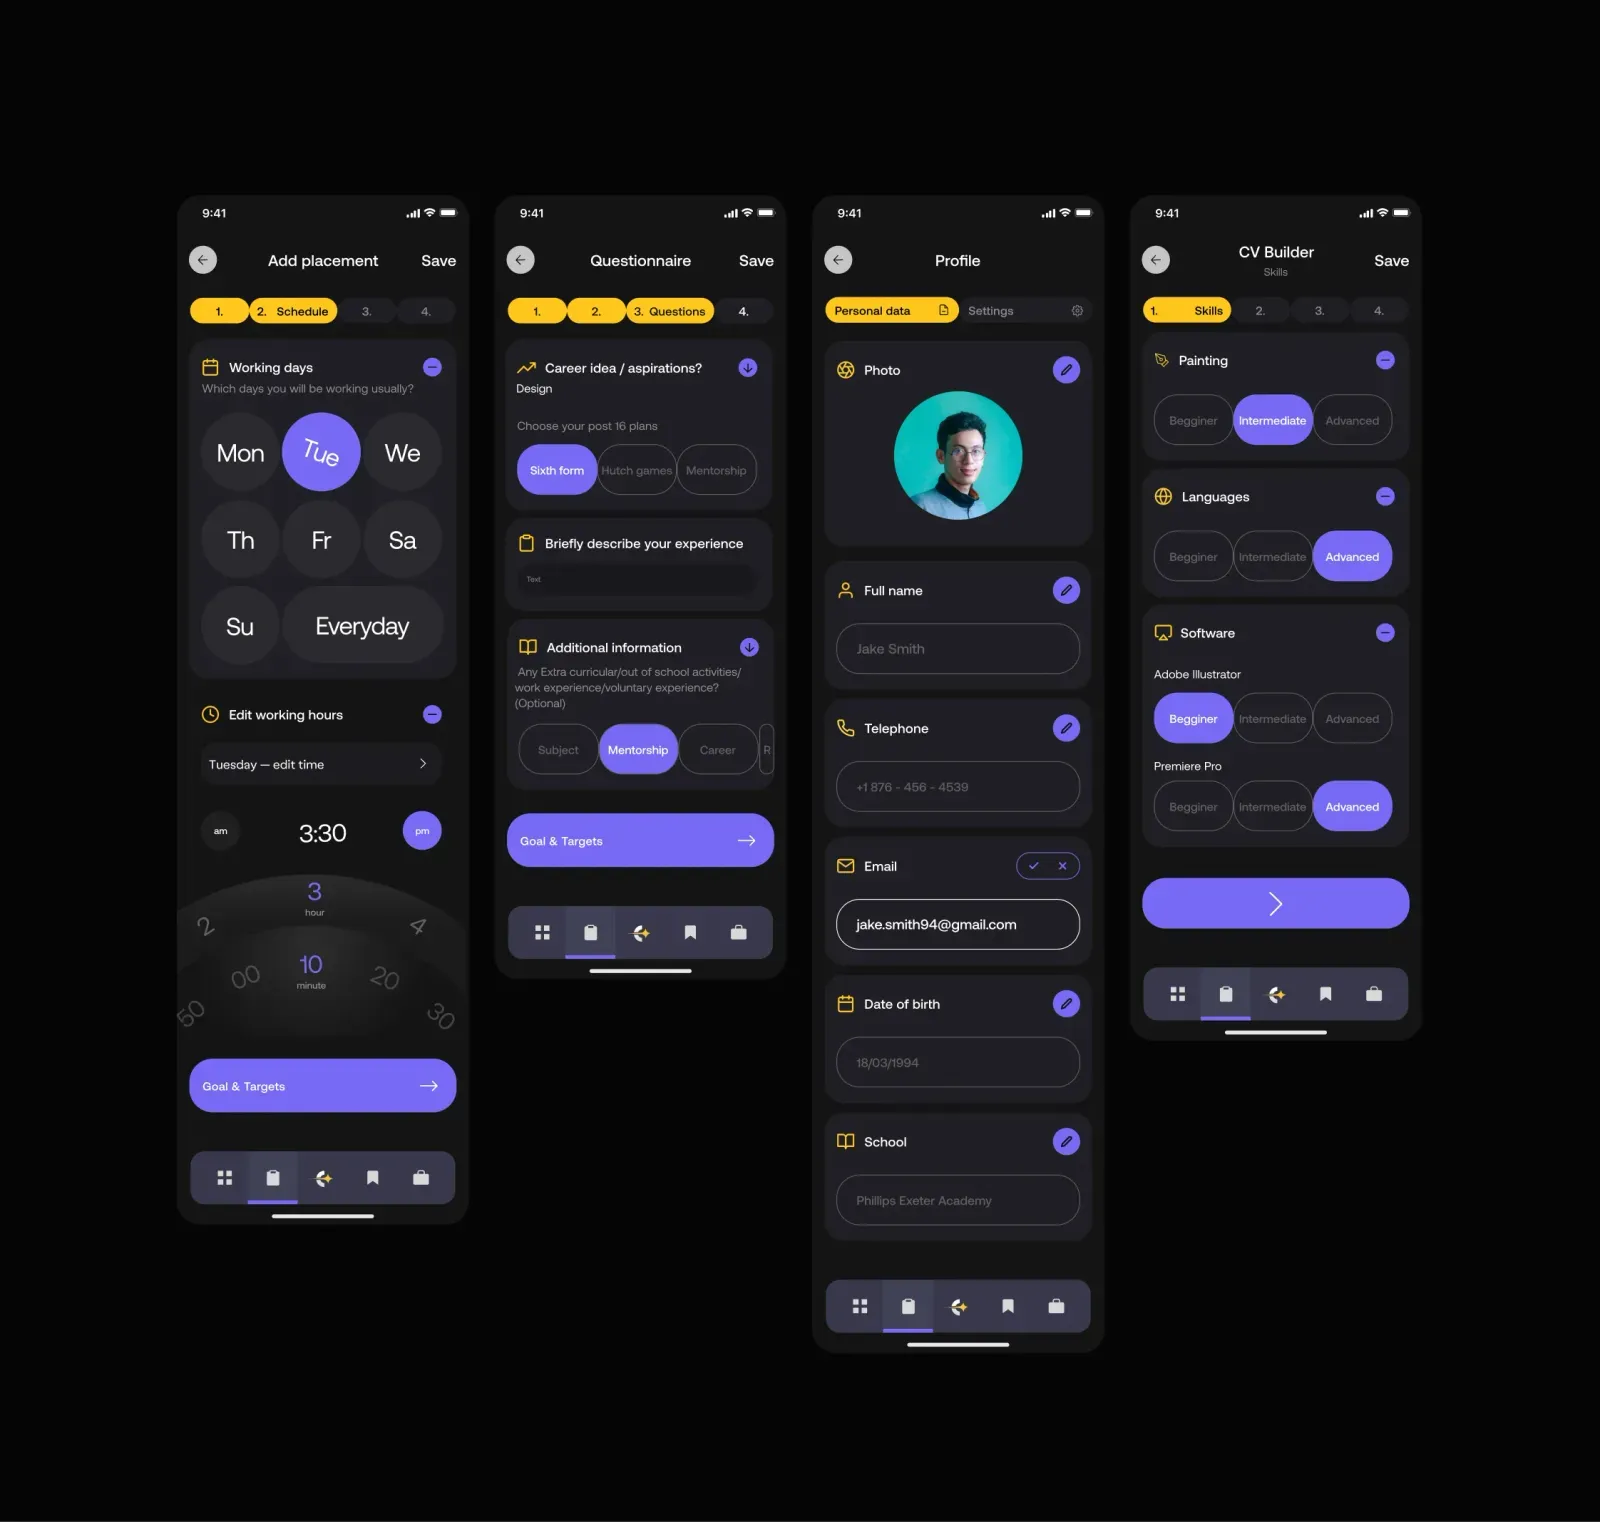 9:41
Add placement
Save
1.
2. Schedule
3.
4.
Working days
Which days you will be working usually?
Mon
Tue
We
Th
Fr
Sa
Su
Everyday
Edit working hours
Tuesday — edit time
am
3:30
pm
3
hour
2
4
10
minute
00
20
50
30
Goal & Targets
9:41
Questionnaire
Save
1.
2.
3. Questions
4.
Career idea / aspirations?
Design
Choose your post 16 plans
Sixth form
Hutch games
Mentorship
Briefly describe your experience
Text
Additional information
Any Extra curricular/out of school activities/
work experience/voluntary experience?
(Optional)
Subject
Mentorship
Career
R
Goal & Targets
9:41
Profile
Personal data
Settings
Photo
Full name
Jake Smith
Telephone
+1 876 - 456 - 4539
Email
jake.smith94@gmail.com
Date of birth
18/03/1994
School
Phillips Exeter Academy
9:41
CV Builder
Skills
Save
1. Skills
2.
3.
4.
Painting
Begginer
Intermediate
Advanced
Languages
Begginer
Intermediate
Advanced
Software
Adobe Illustrator
Begginer
Intermediate
Advanced
Premiere Pro
Begginer
Intermediate
Advanced